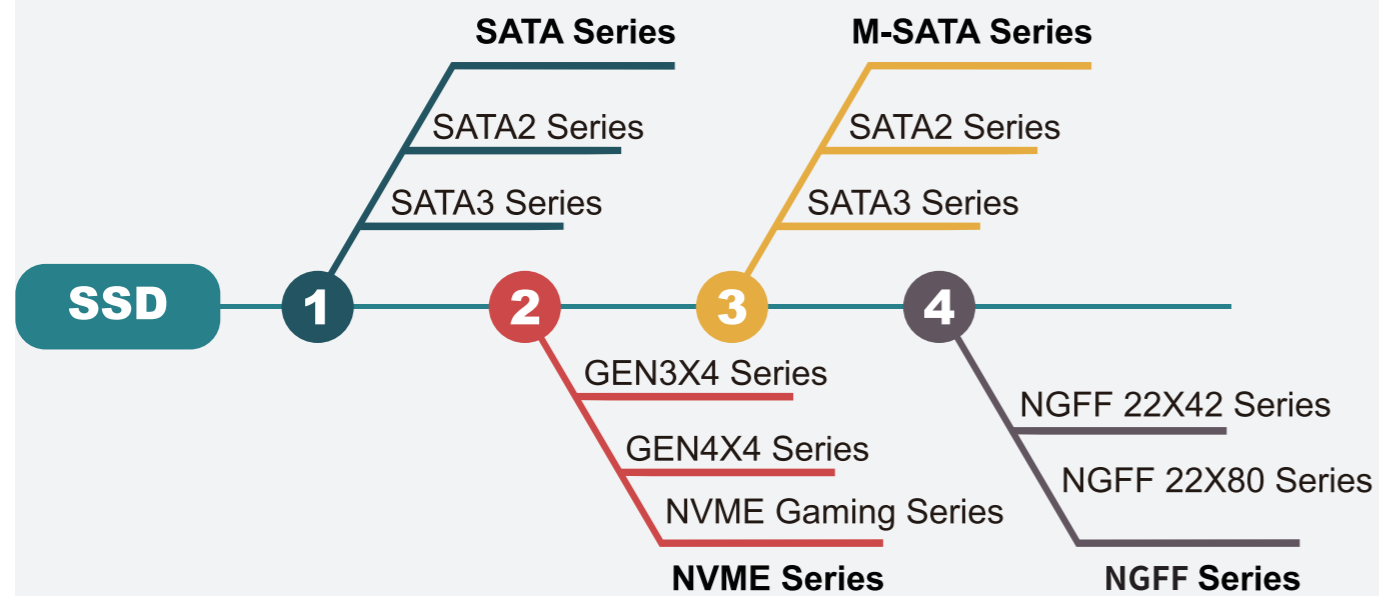 SATA Series
SATA2 Series
SATA3 Series
M-SATA Series
SATA2 Series
SATA3 Series
SSD
1
2
3
4
GEN3X4 Series
GEN4X4 Series
NVME Gaming Series
NVME Series
NGFF 22X42 Series
NGFF 22X80 Series
NGFF Series